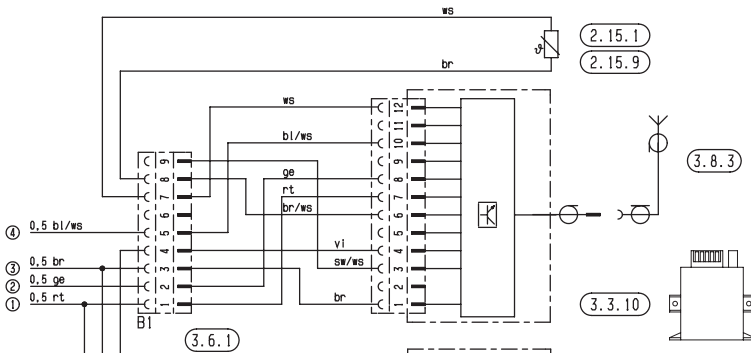 ws
ϑ
2.15.1
2.15.9
br
ws
12
11
bl/ws
10
9
9
3.8.3
8
ge
8
7
rt
7
6
br/ws
6
④ 0,5 bl/ws
5
5
4
vi
4
③ 0,5 br
3
sw/ws
3
② 0,5 ge
2
2
① 0,5 rt
1
br
1
3.3.10
B1
3.6.1